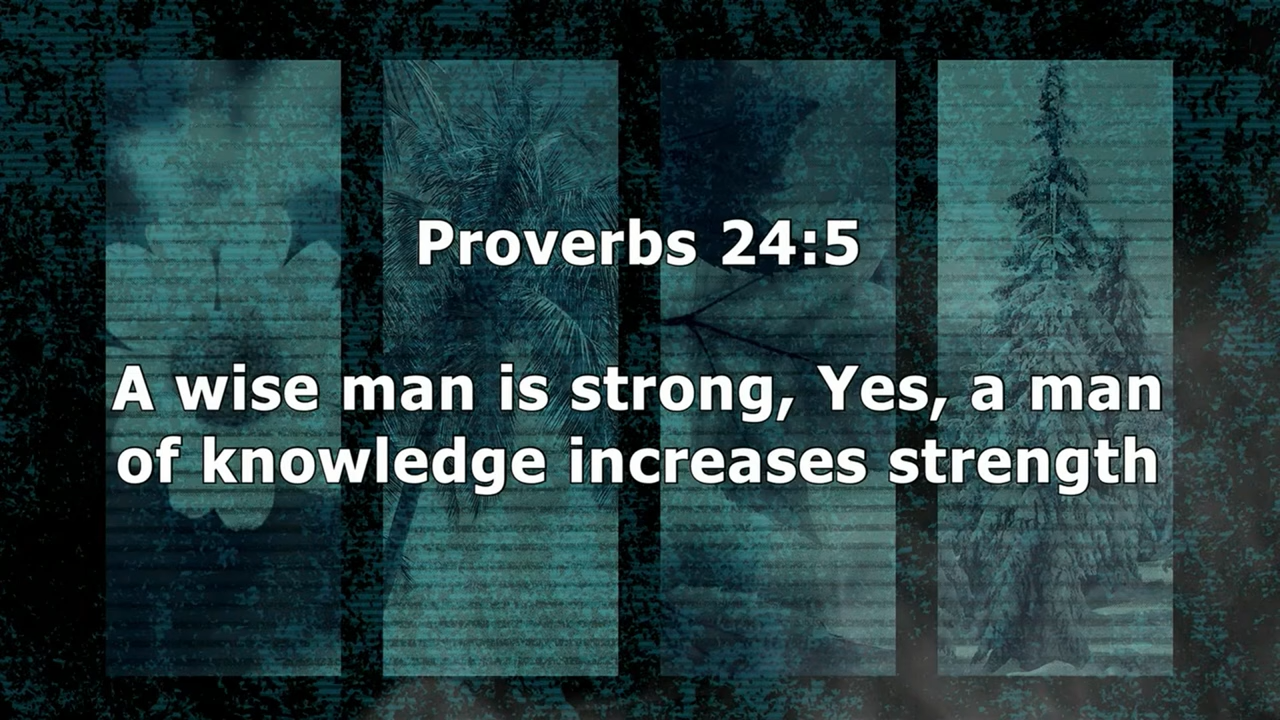 Proverbs 24:5
A wise man is strong, Yes, a man
of knowledge increases strength